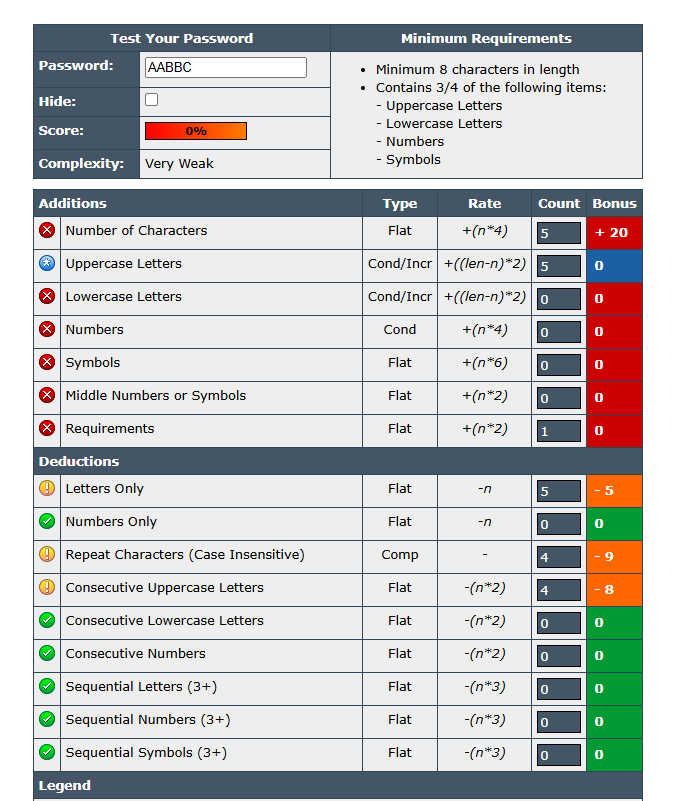 Test Your Password
Minimum Requirements
Password:
AABBC
Hide:
Score:
0%
Complexity:
Very Weak
• Minimum 8 characters in length
• Contains 3/4 of the following items:
- Uppercase Letters
- Lowercase Letters
- Numbers
- Symbols
Additions Type Rate Count Bonus
Number of Characters Flat +(n*4) 5 + 20
Uppercase Letters Cond/Incr +((len-n)*2) 5 0
Lowercase Letters Cond/Incr +((len-n)*2) 0 0
Numbers Cond +(n*4) 0 0
Symbols Flat +(n*6) 0 0
Middle Numbers or Symbols Flat +(n*2) 0 0
Requirements Flat +(n*2) 1 0
Deductions
Letters Only Flat -n 5 - 5
Numbers Only Flat -n 0 0
Repeat Characters (Case Insensitive) Comp - 4 - 9
Consecutive Uppercase Letters Flat -(n*2) 4 - 8
Consecutive Lowercase Letters Flat -(n*2) 0 0
Consecutive Numbers Flat -(n*2) 0 0
Sequential Letters (3+) Flat -(n*3) 0 0
Sequential Numbers (3+) Flat -(n*3) 0 0
Sequential Symbols (3+) Flat -(n*3) 0 0
Legend